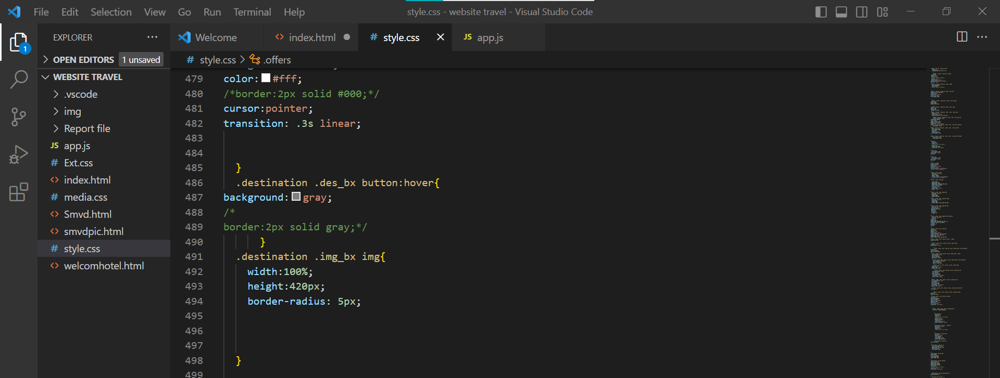 File Edit Selection View Go Run Terminal Help
style.css - website travel - Visual Studio Code
EXPLORER
Welcome
index.html
# style.css
JS app.js
1
OPEN EDITORS
1 unsaved
# style.css > .offers
WEBSITE TRAVEL
.vscode
img
Report file
JS app.js
# Ext.css
index.html
# media.css
Smvd.html
smvdpic.html
# style.css
welcomhotel.html
479 color: #fff;
480 /*border:2px solid #000;*/
481 cursor:pointer;
482 transition: .3s linear;
483
484
485 }
486 .destination .des_bx button:hover{
487 background: gray;
488 /*
489 border:2px solid gray;*/
490 }
491 .destination .img_bx img{
492 width:100%;
493 height:420px;
494 border-radius: 5px;
495
496
497
498 }
499